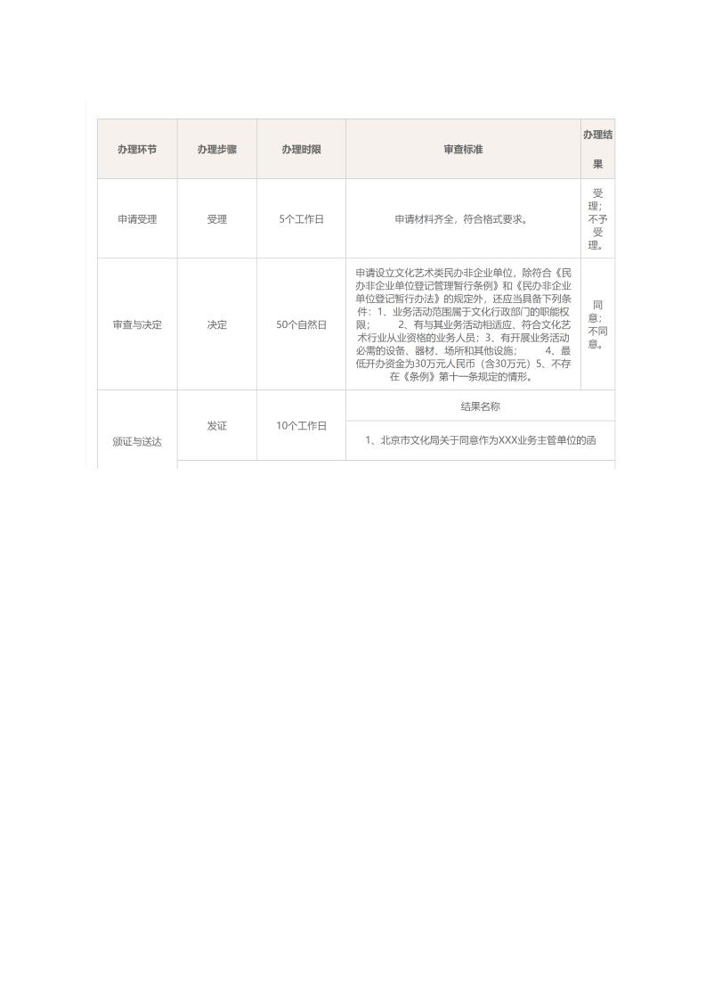 办理环节
办理步骤
办理时限
审查标准
办理结
果
申请受理
受理
5个工作日
申请材料齐全，符合格式要求。
受
理；
不予
受
理。
审查与决定
决定
50个自然日
申请设立文化艺术类民办非企业单位，除符合《民
办非企业单位登记管理暂行条例》和《民办非企业
单位登记暂行办法》的规定外，还应当具备下列条
件：1、业务活动范围属于文化行政部门的职能权
限； 2、有与其业务活动相适应、符合文化艺
术行业从业资格的业务人员；3、有开展业务活动
必需的设备、器材、场所和其他设施； 4、最
低开办资金为30万元人民币（含30万元）5、不存
在《条例》第十一条规定的情形。
同
意；
不同
意。
颁证与送达
发证
10个工作日
结果名称
1、北京市文化局关于同意作为XXX业务主管单位的函